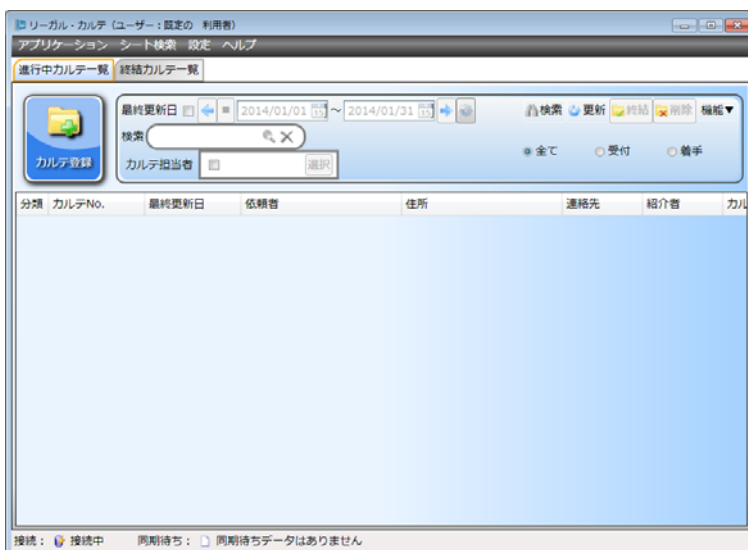 リーガル・カルテ (ユーザー：既定の 利用者)
アプリケーション シート検索 設定 ヘルプ
進行中カルテ一覧 終結カルテ一覧
カルテ登録
最終更新日 2014/01/01 15 ～ 2014/01/31 15 検索 更新 終結 削除 機能▼
検索
カルテ担当者 選択 全て 受付 着手
分類 カルテNo. 最終更新日 依頼者 住所 連絡先 紹介者 カル
接続： 接続中 同期待ち： 同期待ちデータはありません